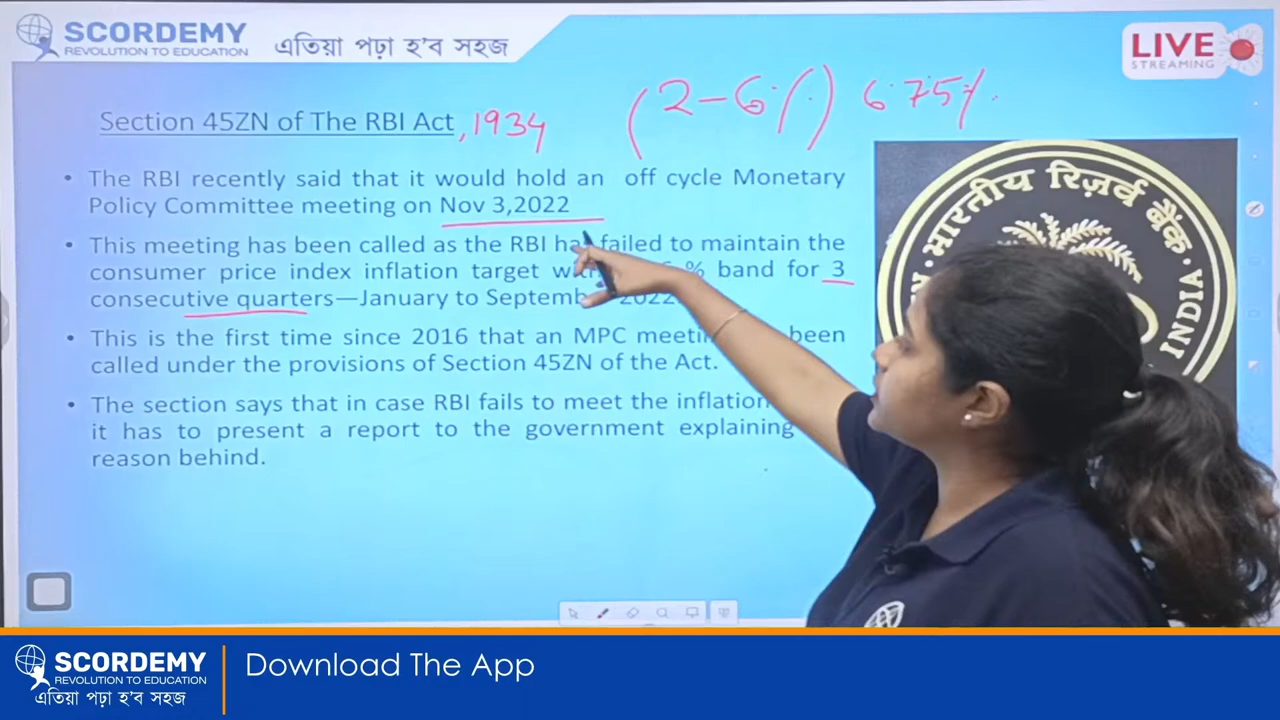 SCORDEMY
REVOLUTION TO EDUCATION
এতিয়া পঢ়া হ'ব সহজ
LIVE
STREAMING
(2-6%) 6.75%
Section 45ZN of The RBI Act, 1934
• The RBI recently said that it would hold an off cycle Monetary
Policy Committee meeting on Nov 3,2022
• This meeting has been called as the RBI failed to maintain the
consumer price index inflation target % band for 3
consecutive quarters—January to 2022.
• This is the first time since 2016 that an MPC been
called under the provisions of Section 45ZN of the Act.
• The section says that in case RBI fails to meet the inflation
it has to present a report to the government explaining
reason behind.
भारतीय रिज़र्व बैंक
INDIA
SCORDEMY
REVOLUTION TO EDUCATION
এতিয়া পঢ়া হ'ব সহজ
Download The App